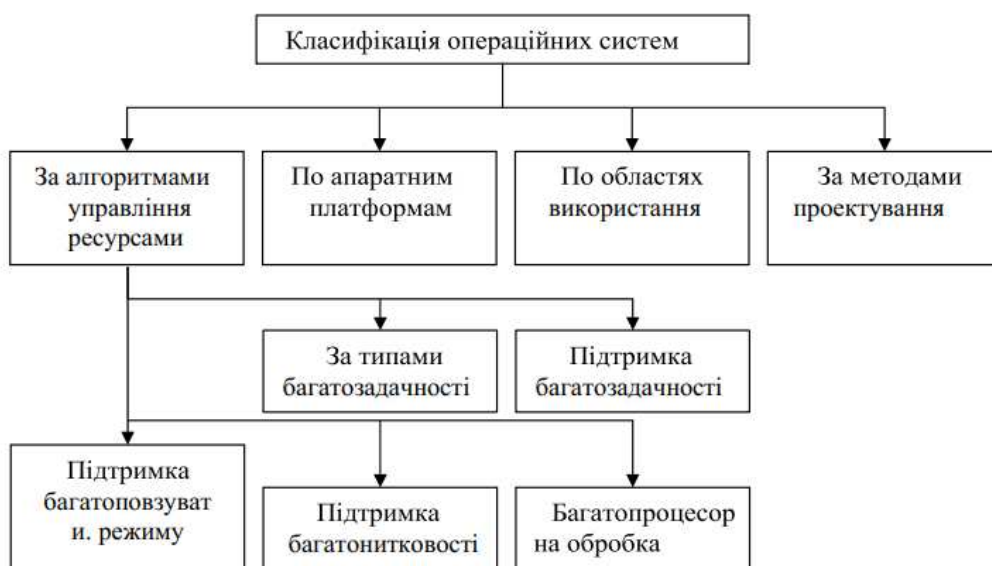 Класифікація операційних систем
За алгоритмами
управління
ресурсами
По апаратним
платформам
По областях
використання
За методами
проектування
За типами
багатозадачності
Підтримка
багатозадачності
Підтримка
багатоповзуват
и. режиму
Підтримка
багатонитковості
Багатопроцесор
на обробка